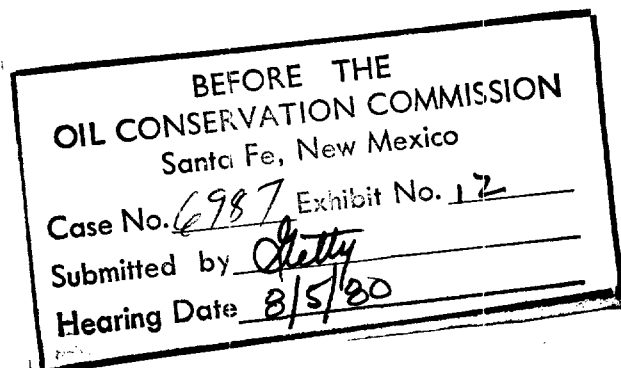 BEFORE THE
OIL CONSERVATION COMMISSION
Santa Fe, New Mexico
Case No. 6987 Exhibit No. 12
Submitted by Getty
Hearing Date 8/5/80